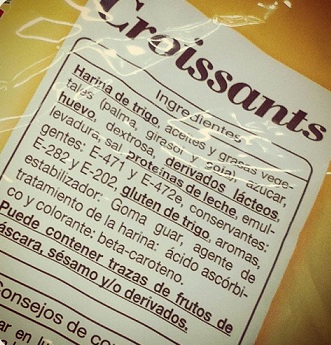 Croissants
Ingredientes:
Harina de trigo, aceites y grasas vege-
tales (palma, girasol y soja), azúcar,
huevo, dextrosa, derivados lácteos,
levadura, sal, proteínas de leche, emul-
gentes: E-471 y E-472e, conservantes:
E-282 y E-202, gluten de trigo, aromas,
estabilizador: Goma guar, agente de
tratamiento de la harina: ácido ascórbi-
co y colorante: beta-caroteno.
Puede contener trazas de frutos de
cáscara, sésamo y/o derivados.
Consejos de